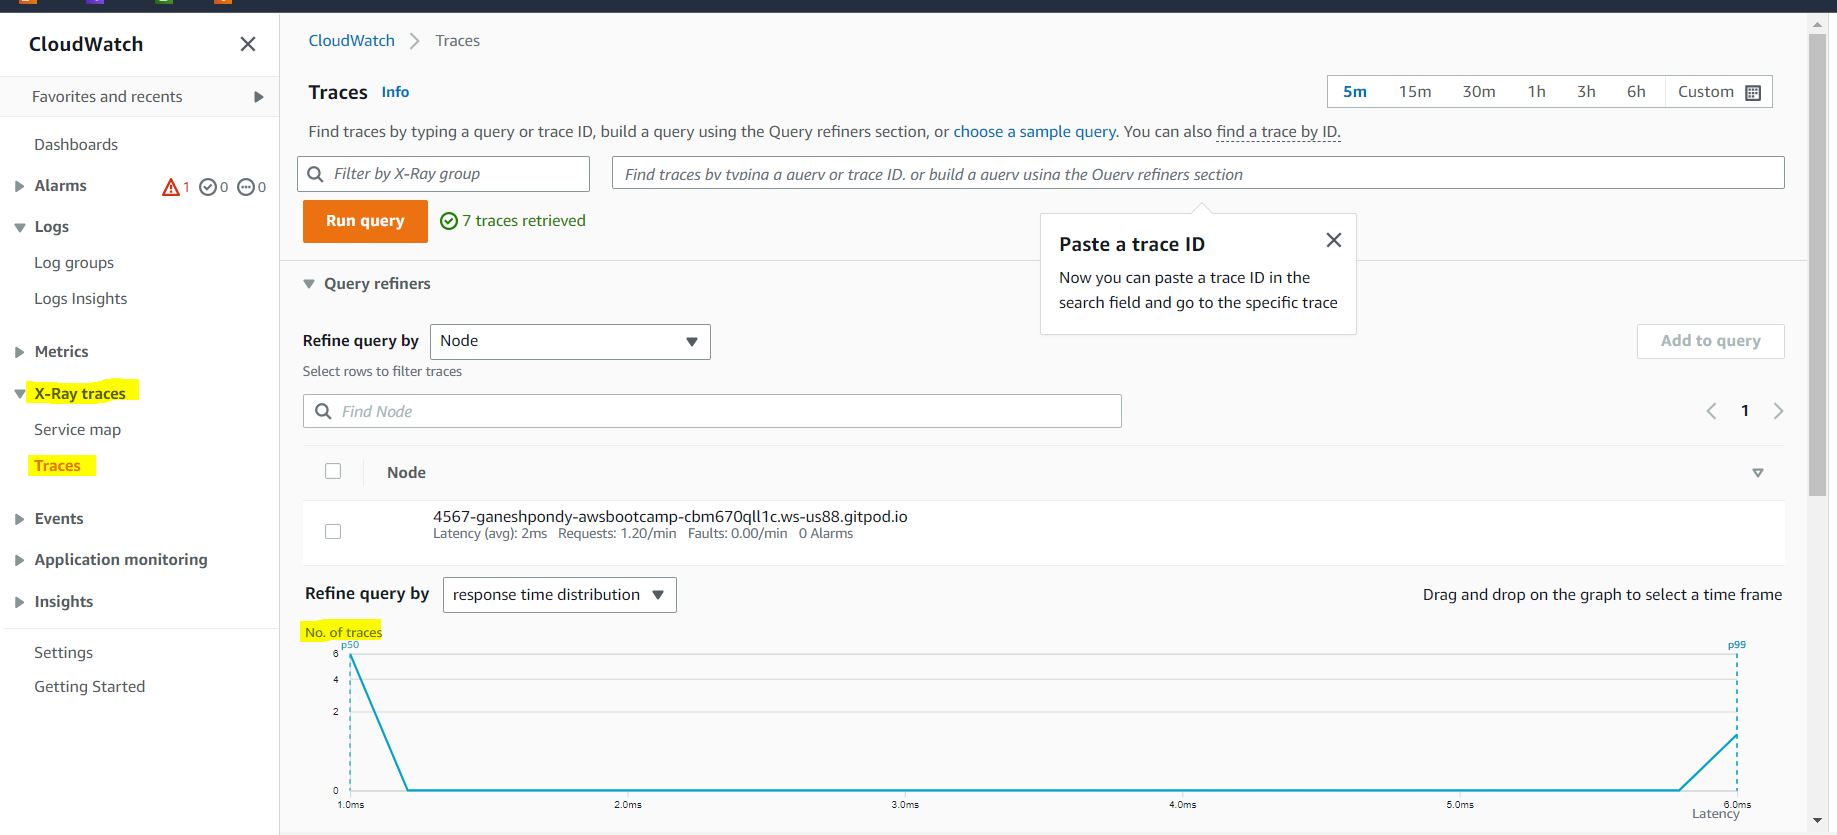 CloudWatch
Favorites and recents
Dashboards
Alarms 1 0 0
Logs
Log groups
Logs Insights
Metrics
X-Ray traces
Service map
Traces
Events
Application monitoring
Insights
Settings
Getting Started
CloudWatch Traces
Traces Info
5m 15m 30m 1h 3h 6h Custom
Find traces by typing a query or trace ID, build a query using the Query refiners section, or choose a sample query. You can also find a trace by ID.
Filter by X-Ray group
Find traces by typing a query or trace ID, or build a query using the Query refiners section
Run query 7 traces retrieved
Paste a trace ID
Now you can paste a trace ID in the
search field and go to the specific trace
Query refiners
Refine query by Node
Add to query
Select rows to filter traces
Find Node
1
Node
4567-ganeshpondy-awsbootcamp-cbm670qll1c.ws-us88.gitpod.io
Latency (avg): 2ms Requests: 1.20/min Faults: 0.00/min 0 Alarms
Refine query by response time distribution
Drag and drop on the graph to select a time frame
No. of traces
p50 p99
6
4
2
0
1.0ms 2.0ms 3.0ms 4.0ms 5.0ms 6.0ms
Latency